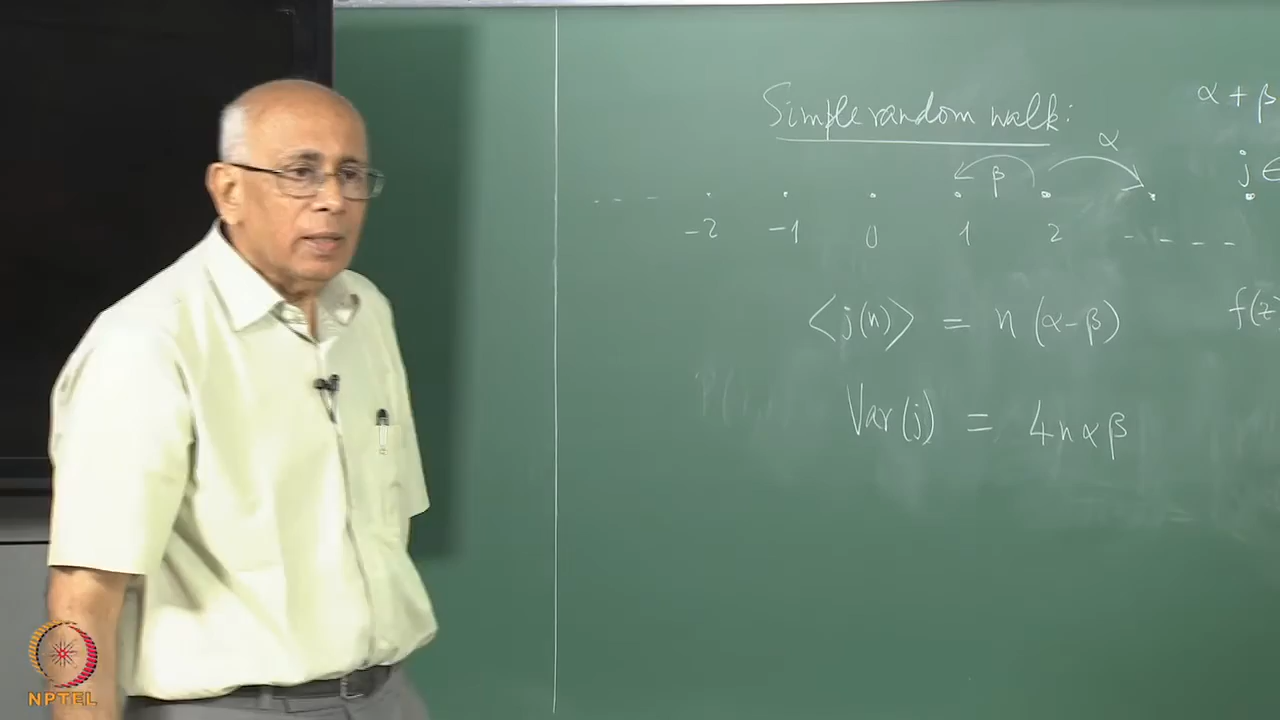 Simple random walk:
α + β
α
β
j ∈
- - - -2 -1 0 1 2 - - - -
⟨j(n)⟩ = n (α-β)
f(z
Var(j) = 4nαβ
NPTEL